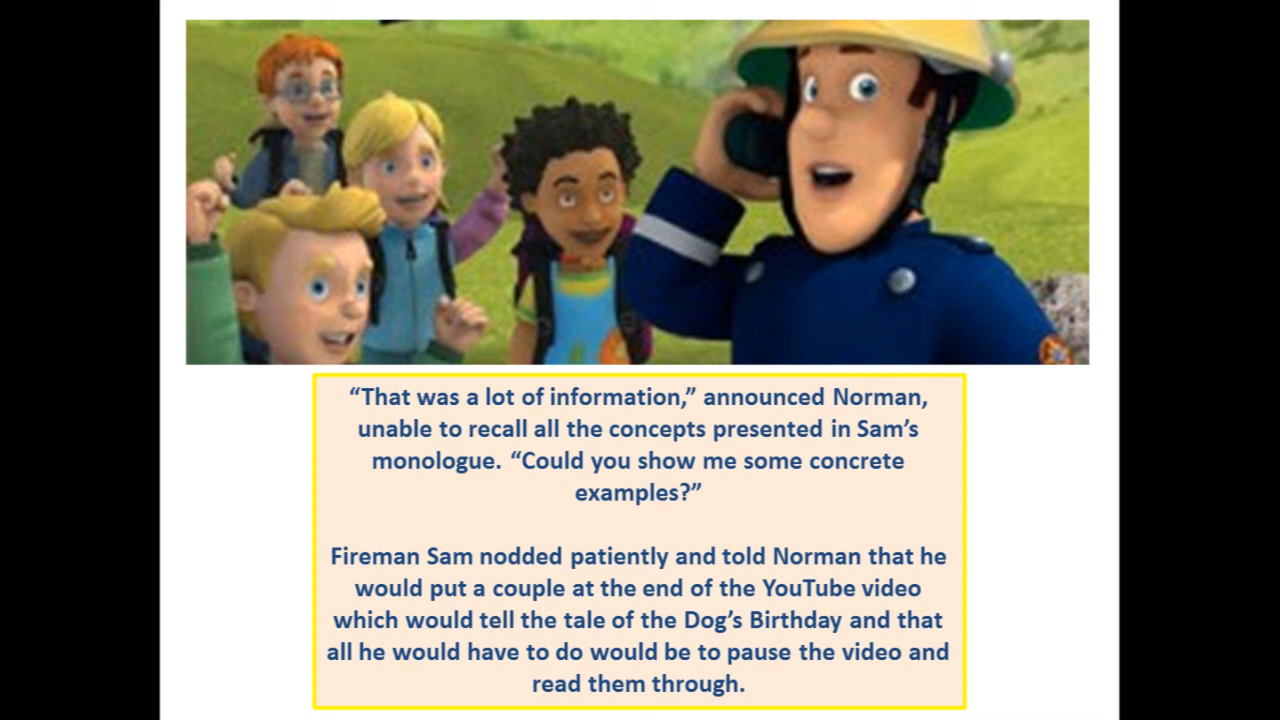 “That was a lot of information,” announced Norman,
unable to recall all the concepts presented in Sam’s
monologue. “Could you show me some concrete
examples?”
Fireman Sam nodded patiently and told Norman that he
would put a couple at the end of the YouTube video
which would tell the tale of the Dog’s Birthday and that
all he would have to do would be to pause the video and
read them through.